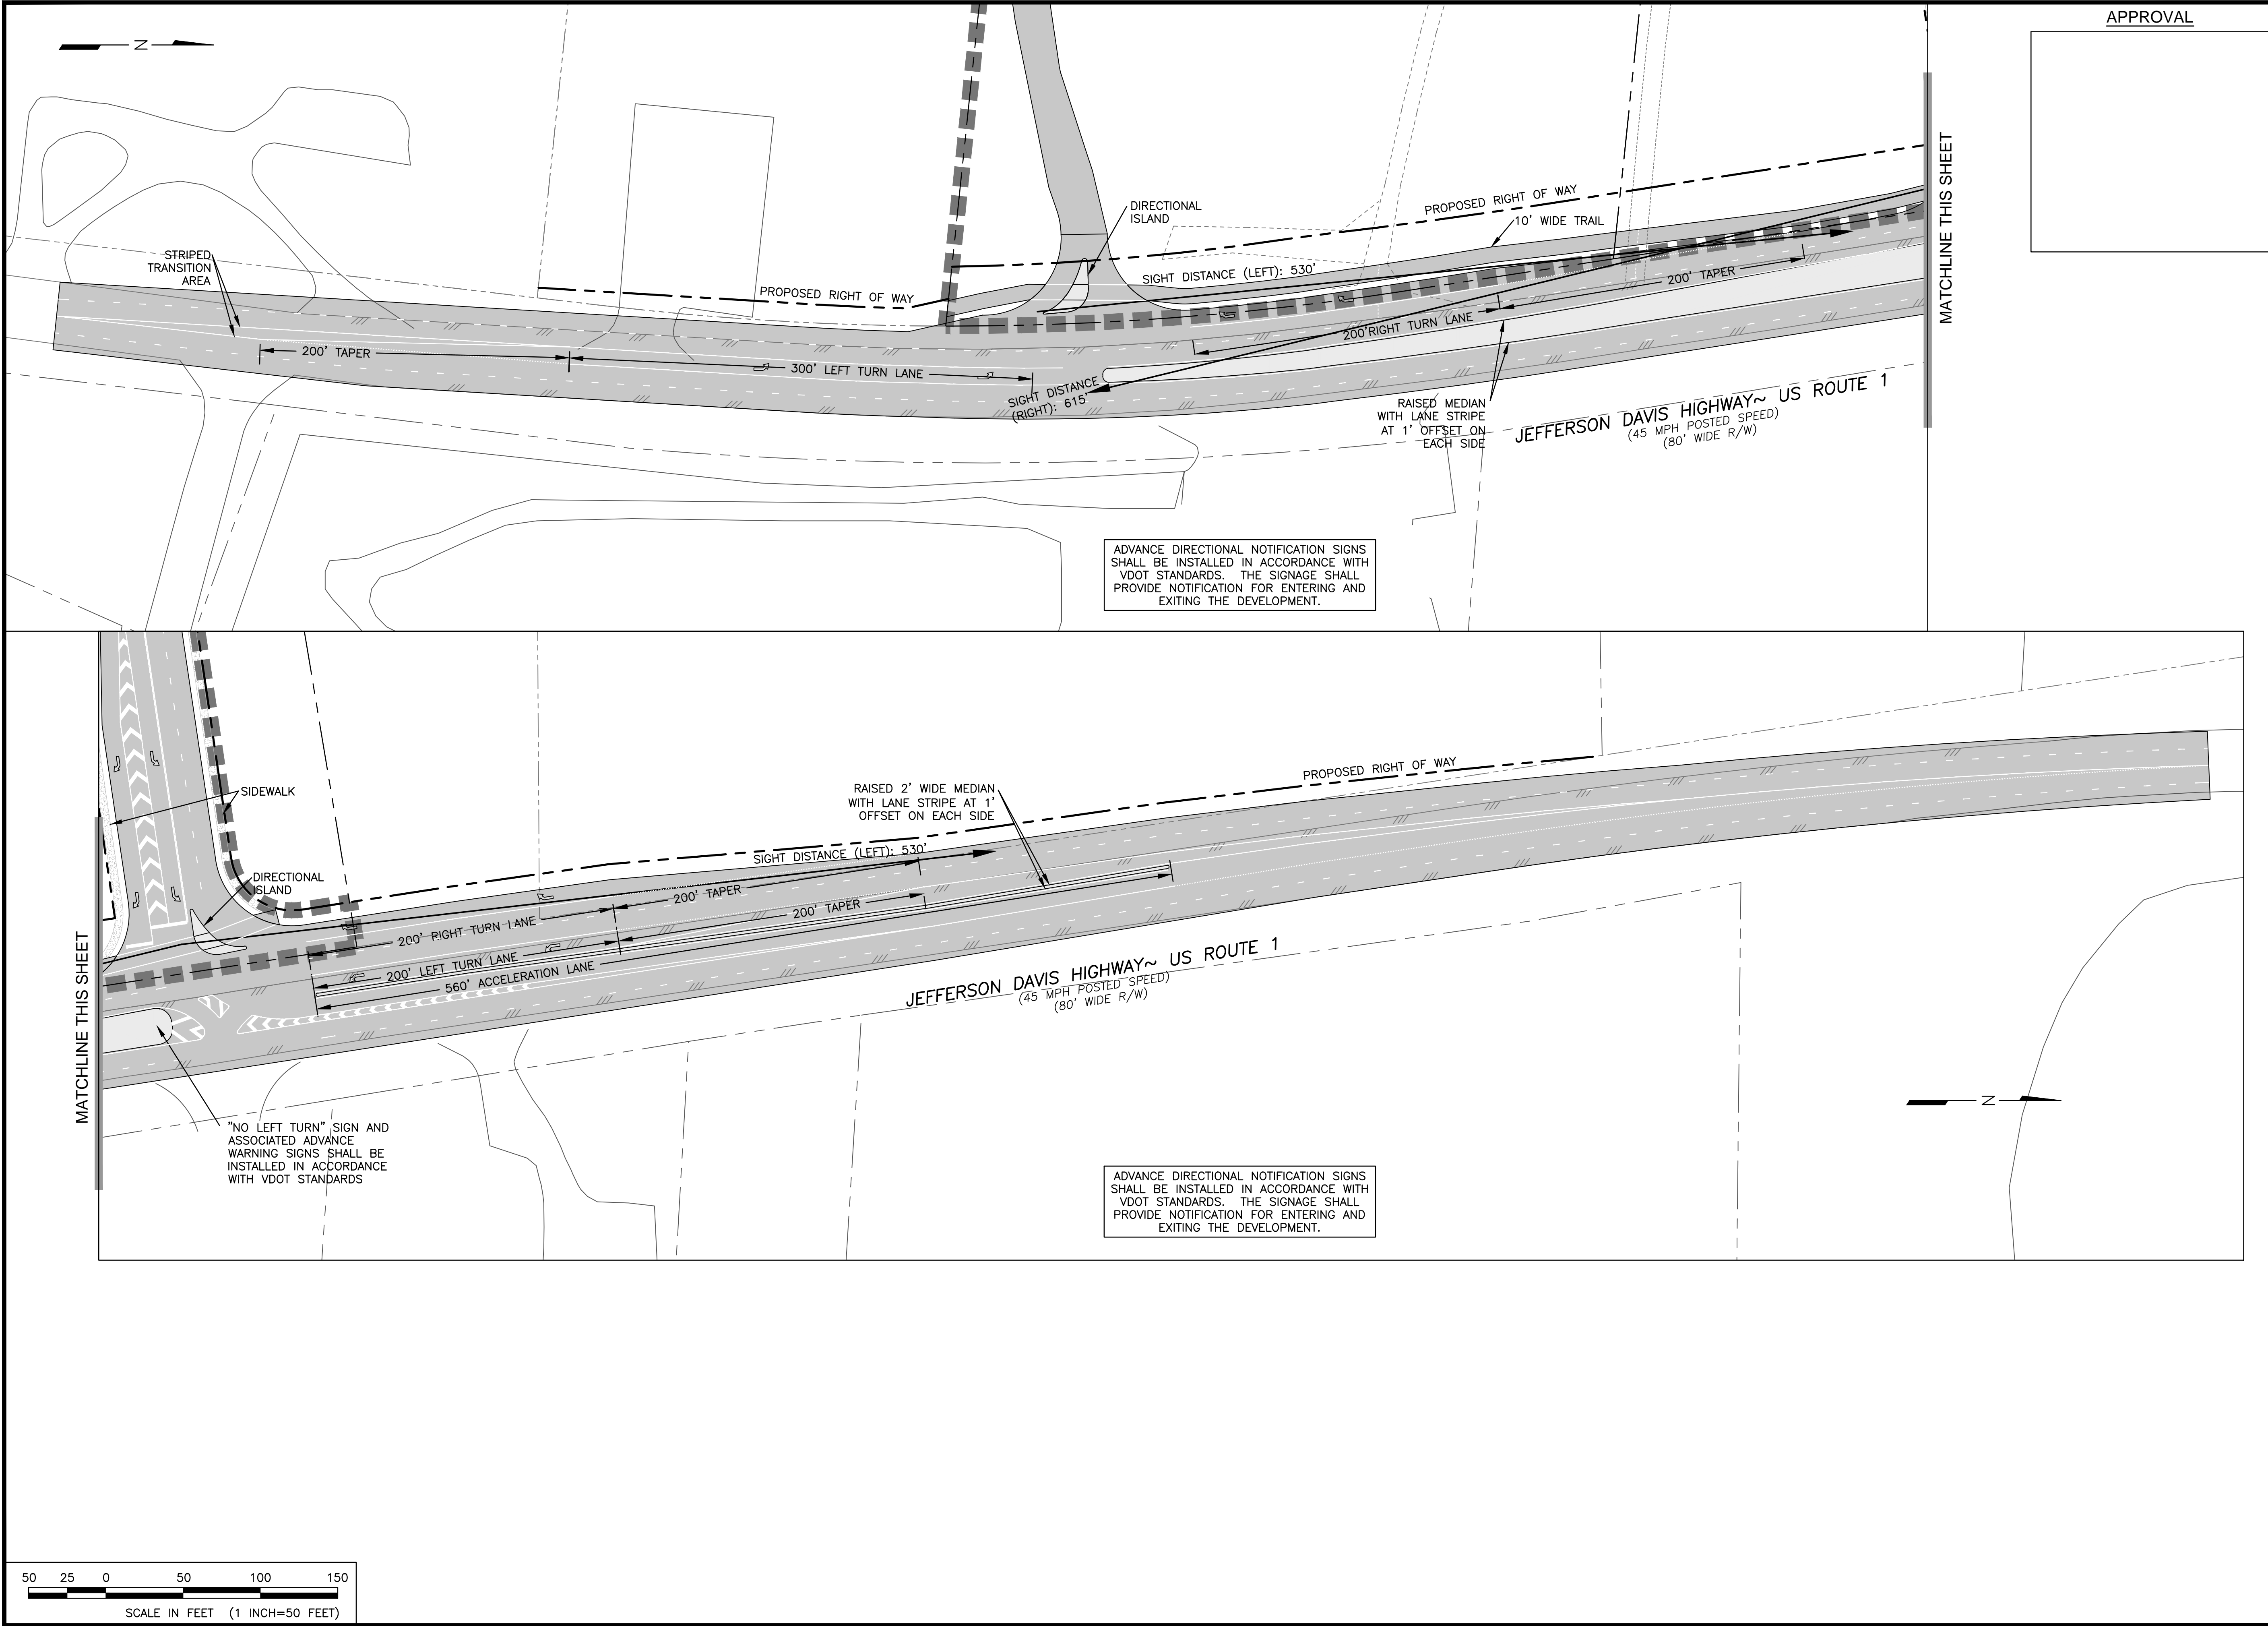 APPROVAL
N
STRIPED
TRANSITION
AREA
200' TAPER
300' LEFT TURN LANE
PROPOSED RIGHT OF WAY
DIRECTIONAL
ISLAND
SIGHT DISTANCE (LEFT): 530'
PROPOSED RIGHT OF WAY
10' WIDE TRAIL
200' TAPER
200'RIGHT TURN LANE
SIGHT DISTANCE
(RIGHT): 615'
RAISED MEDIAN
WITH LANE STRIPE
AT 1' OFFSET ON
EACH SIDE
JEFFERSON DAVIS HIGHWAY~ US ROUTE 1
(45 MPH POSTED SPEED)
(80' WIDE R/W)
MATCHLINE THIS SHEET
ADVANCE DIRECTIONAL NOTIFICATION SIGNS
SHALL BE INSTALLED IN ACCORDANCE WITH
VDOT STANDARDS. THE SIGNAGE SHALL
PROVIDE NOTIFICATION FOR ENTERING AND
EXITING THE DEVELOPMENT.
MATCHLINE THIS SHEET
SIDEWALK
DIRECTIONAL
ISLAND
RAISED 2' WIDE MEDIAN
WITH LANE STRIPE AT 1'
OFFSET ON EACH SIDE
PROPOSED RIGHT OF WAY
SIGHT DISTANCE (LEFT): 530'
200' TAPER
200' RIGHT TURN LANE
200' TAPER
200' LEFT TURN LANE
560' ACCELERATION LANE
JEFFERSON DAVIS HIGHWAY~ US ROUTE 1
(45 MPH POSTED SPEED)
(80' WIDE R/W)
"NO LEFT TURN" SIGN AND
ASSOCIATED ADVANCE
WARNING SIGNS SHALL BE
INSTALLED IN ACCORDANCE
WITH VDOT STANDARDS
N
ADVANCE DIRECTIONAL NOTIFICATION SIGNS
SHALL BE INSTALLED IN ACCORDANCE WITH
VDOT STANDARDS. THE SIGNAGE SHALL
PROVIDE NOTIFICATION FOR ENTERING AND
EXITING THE DEVELOPMENT.
50 25 0 50 100 150
SCALE IN FEET (1 INCH=50 FEET)